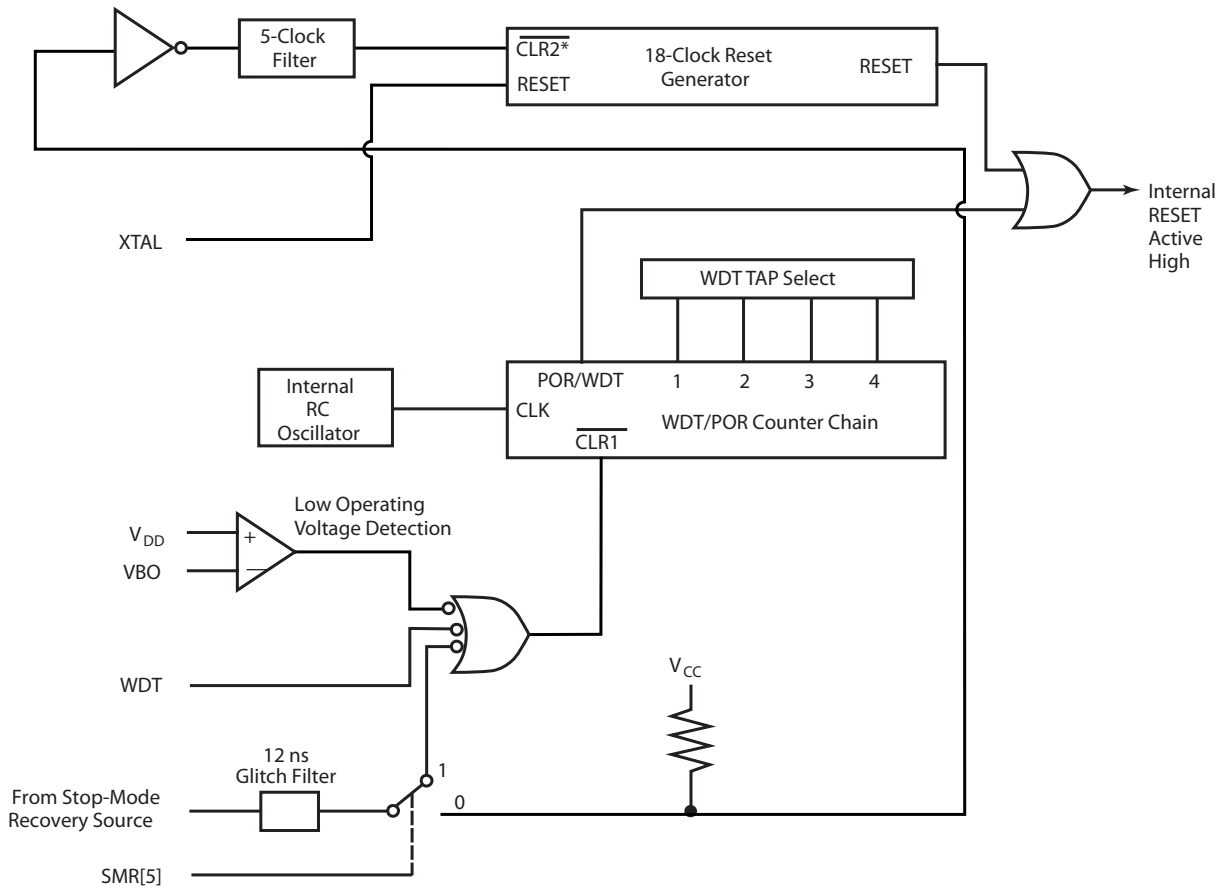 5-Clock
Filter
CLR2*
RESET
18-Clock Reset
Generator
RESET
XTAL
Internal
RESET
Active
High
WDT TAP Select
POR/WDT
1
2
3
4
CLK
WDT/POR Counter Chain
CLR1
Internal
RC
Oscillator
Low Operating
Voltage Detection
VDD
+
VBO
—
WDT
VCC
12 ns
Glitch Filter
1
0
From Stop-Mode
Recovery Source
SMR[5]